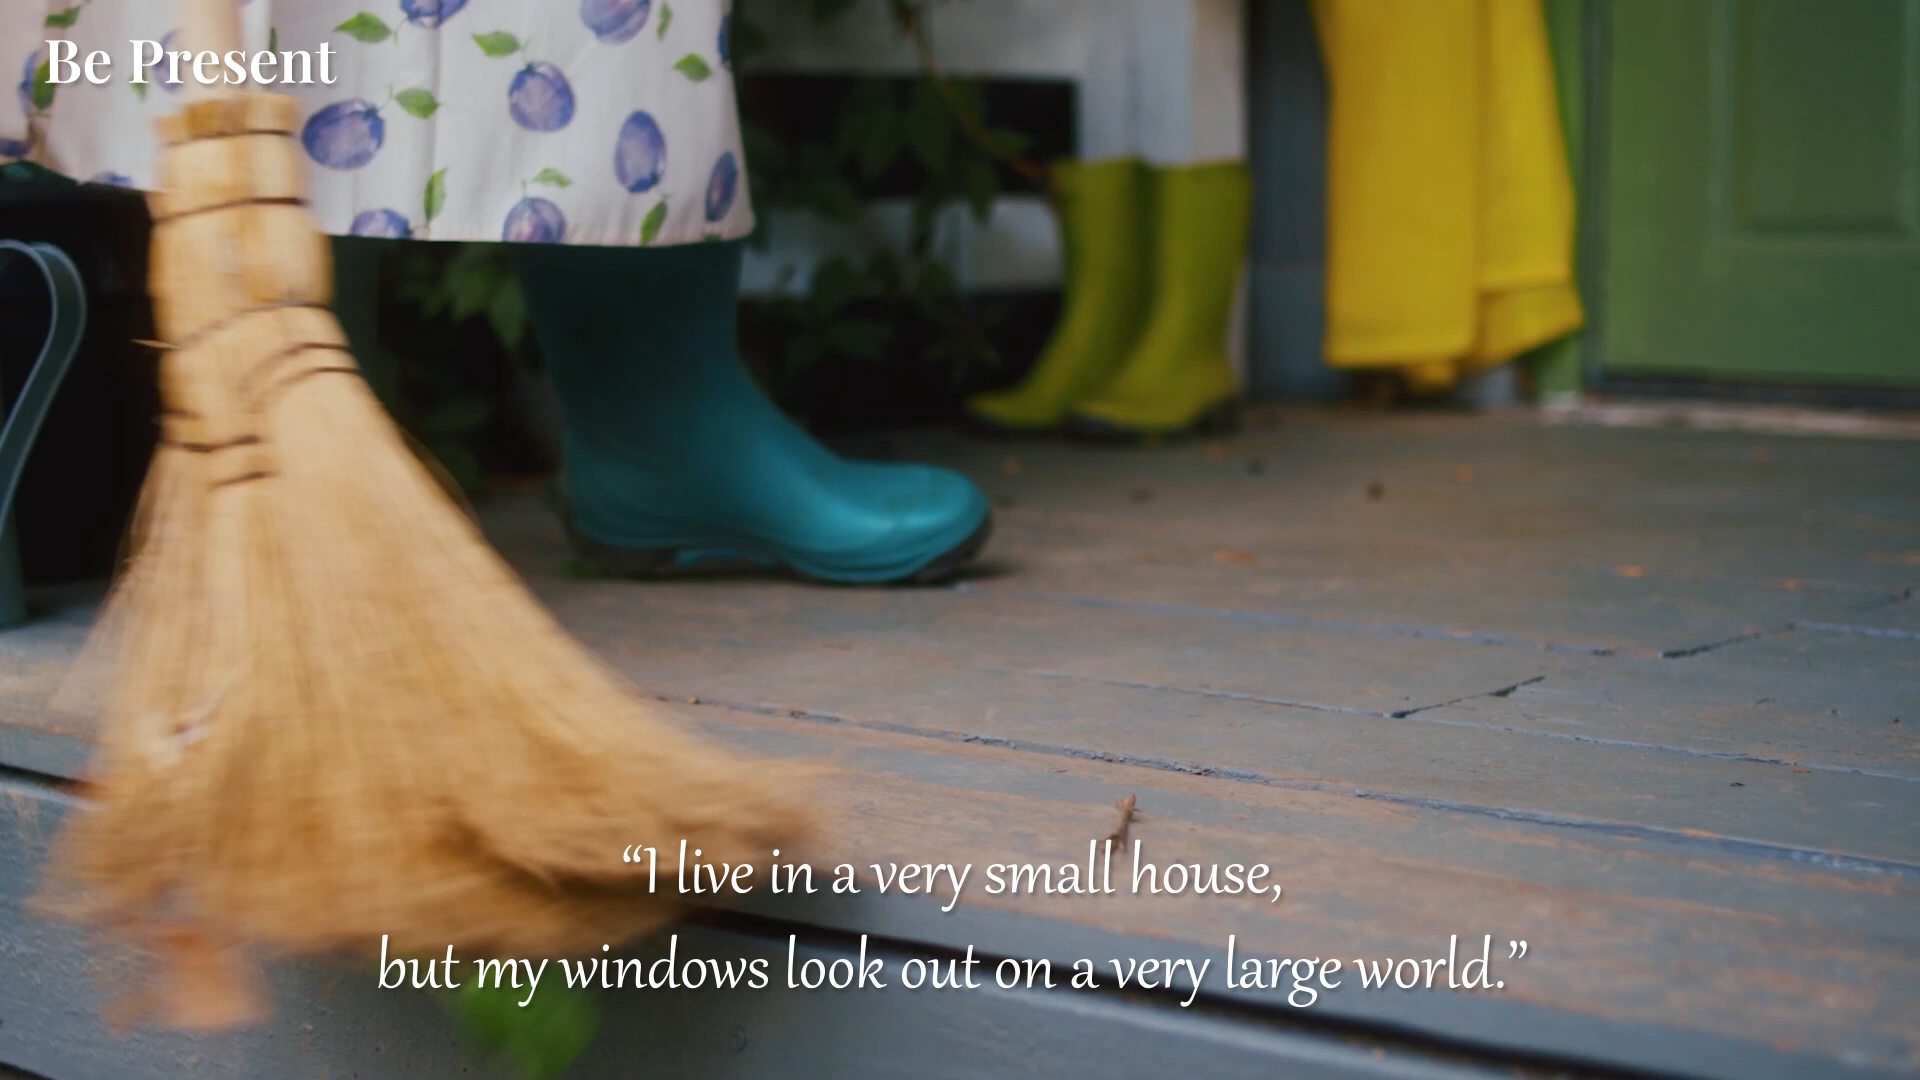 Be Present
“I live in a very small house,
but my windows look out on a very large world.”